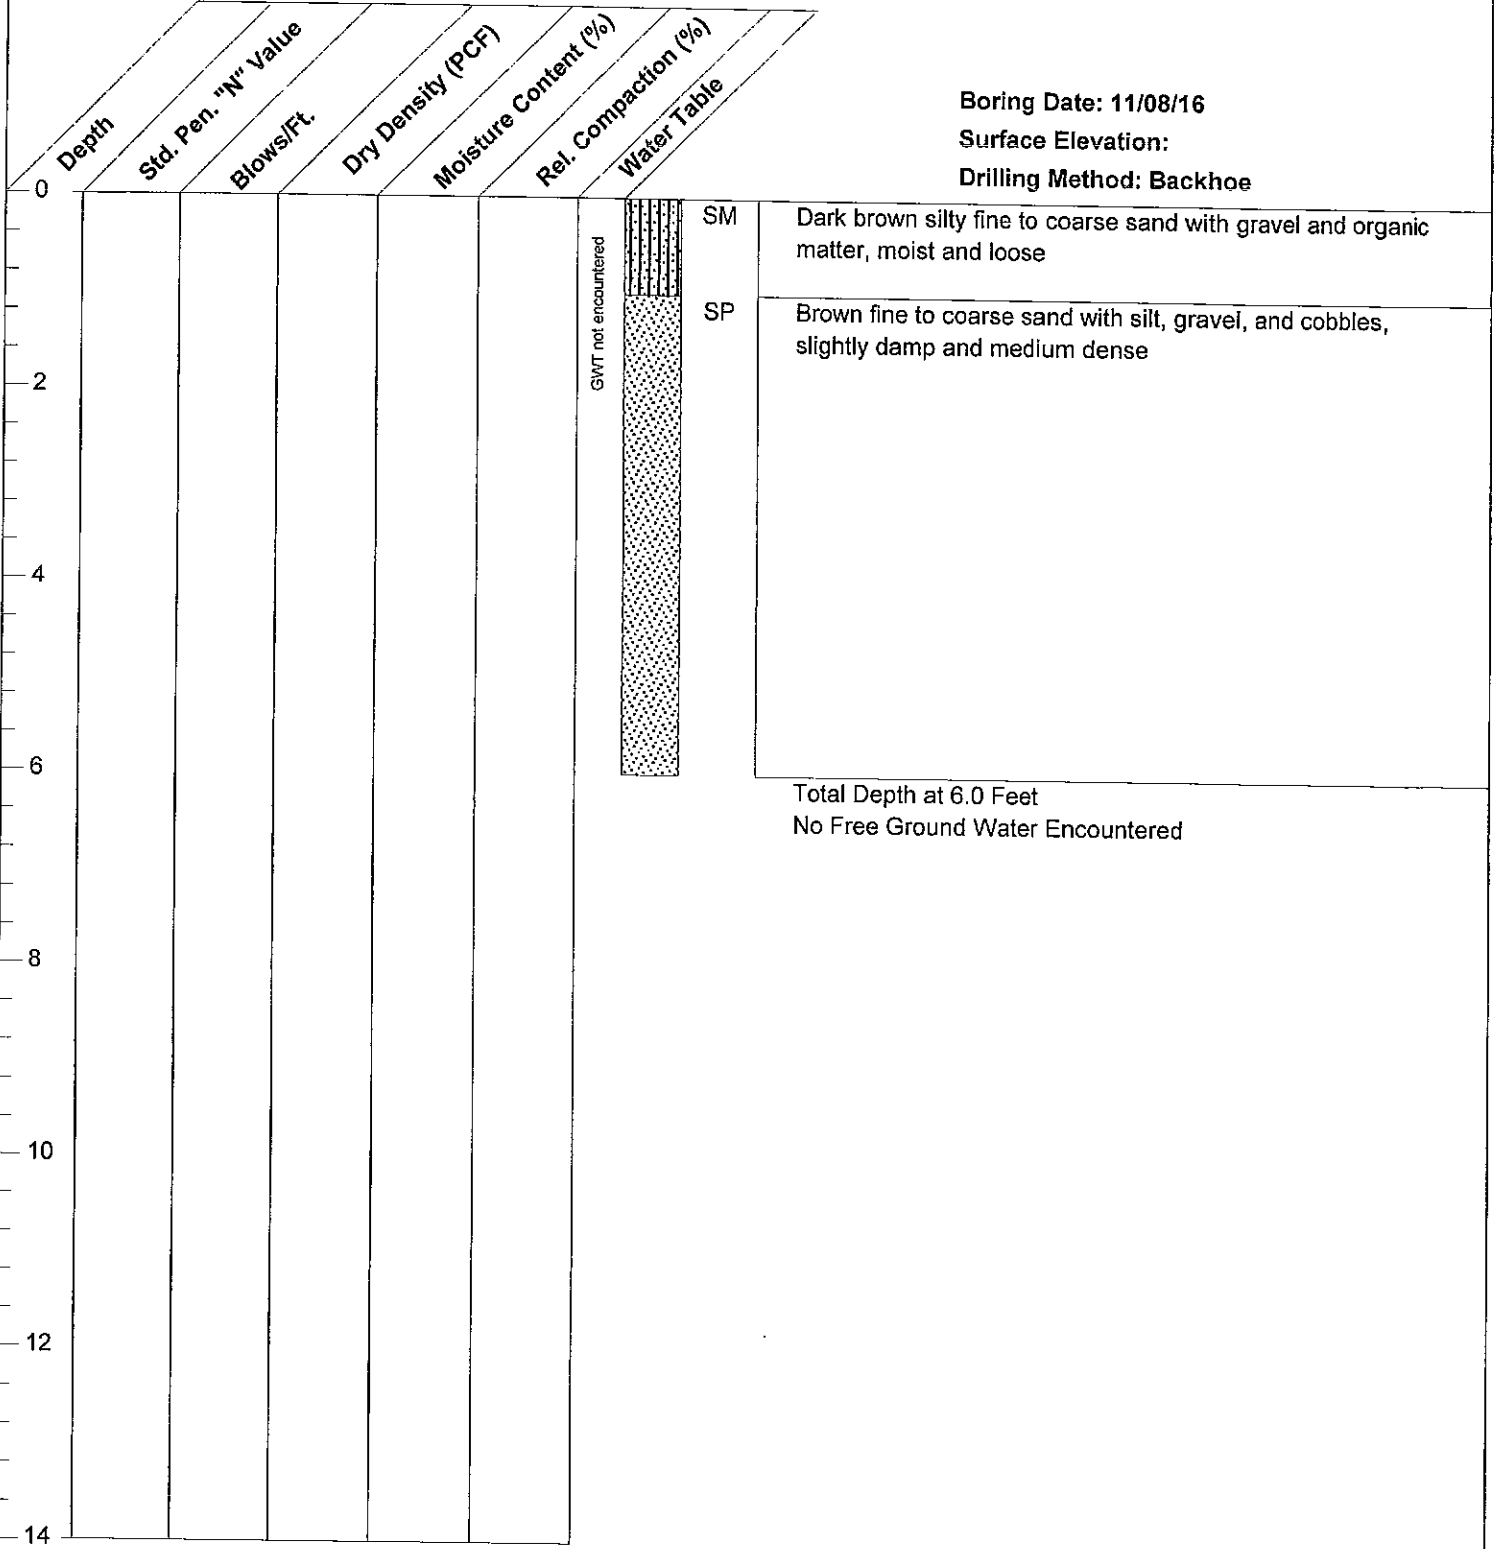 Depth
Std. Pen. "N" Value
Blows/Ft.
Dry Density (PCF)
Moisture Content (%)
Rel. Compaction (%)
Water Table
Boring Date: 11/08/16
Surface Elevation:
Drilling Method: Backhoe
0
GWT not encountered
SM
Dark brown silty fine to coarse sand with gravel and organic
matter, moist and loose
SP
Brown fine to coarse sand with silt, gravel, and cobbles,
slightly damp and medium dense
2
4
6
Total Depth at 6.0 Feet
No Free Ground Water Encountered
8
10
12
14